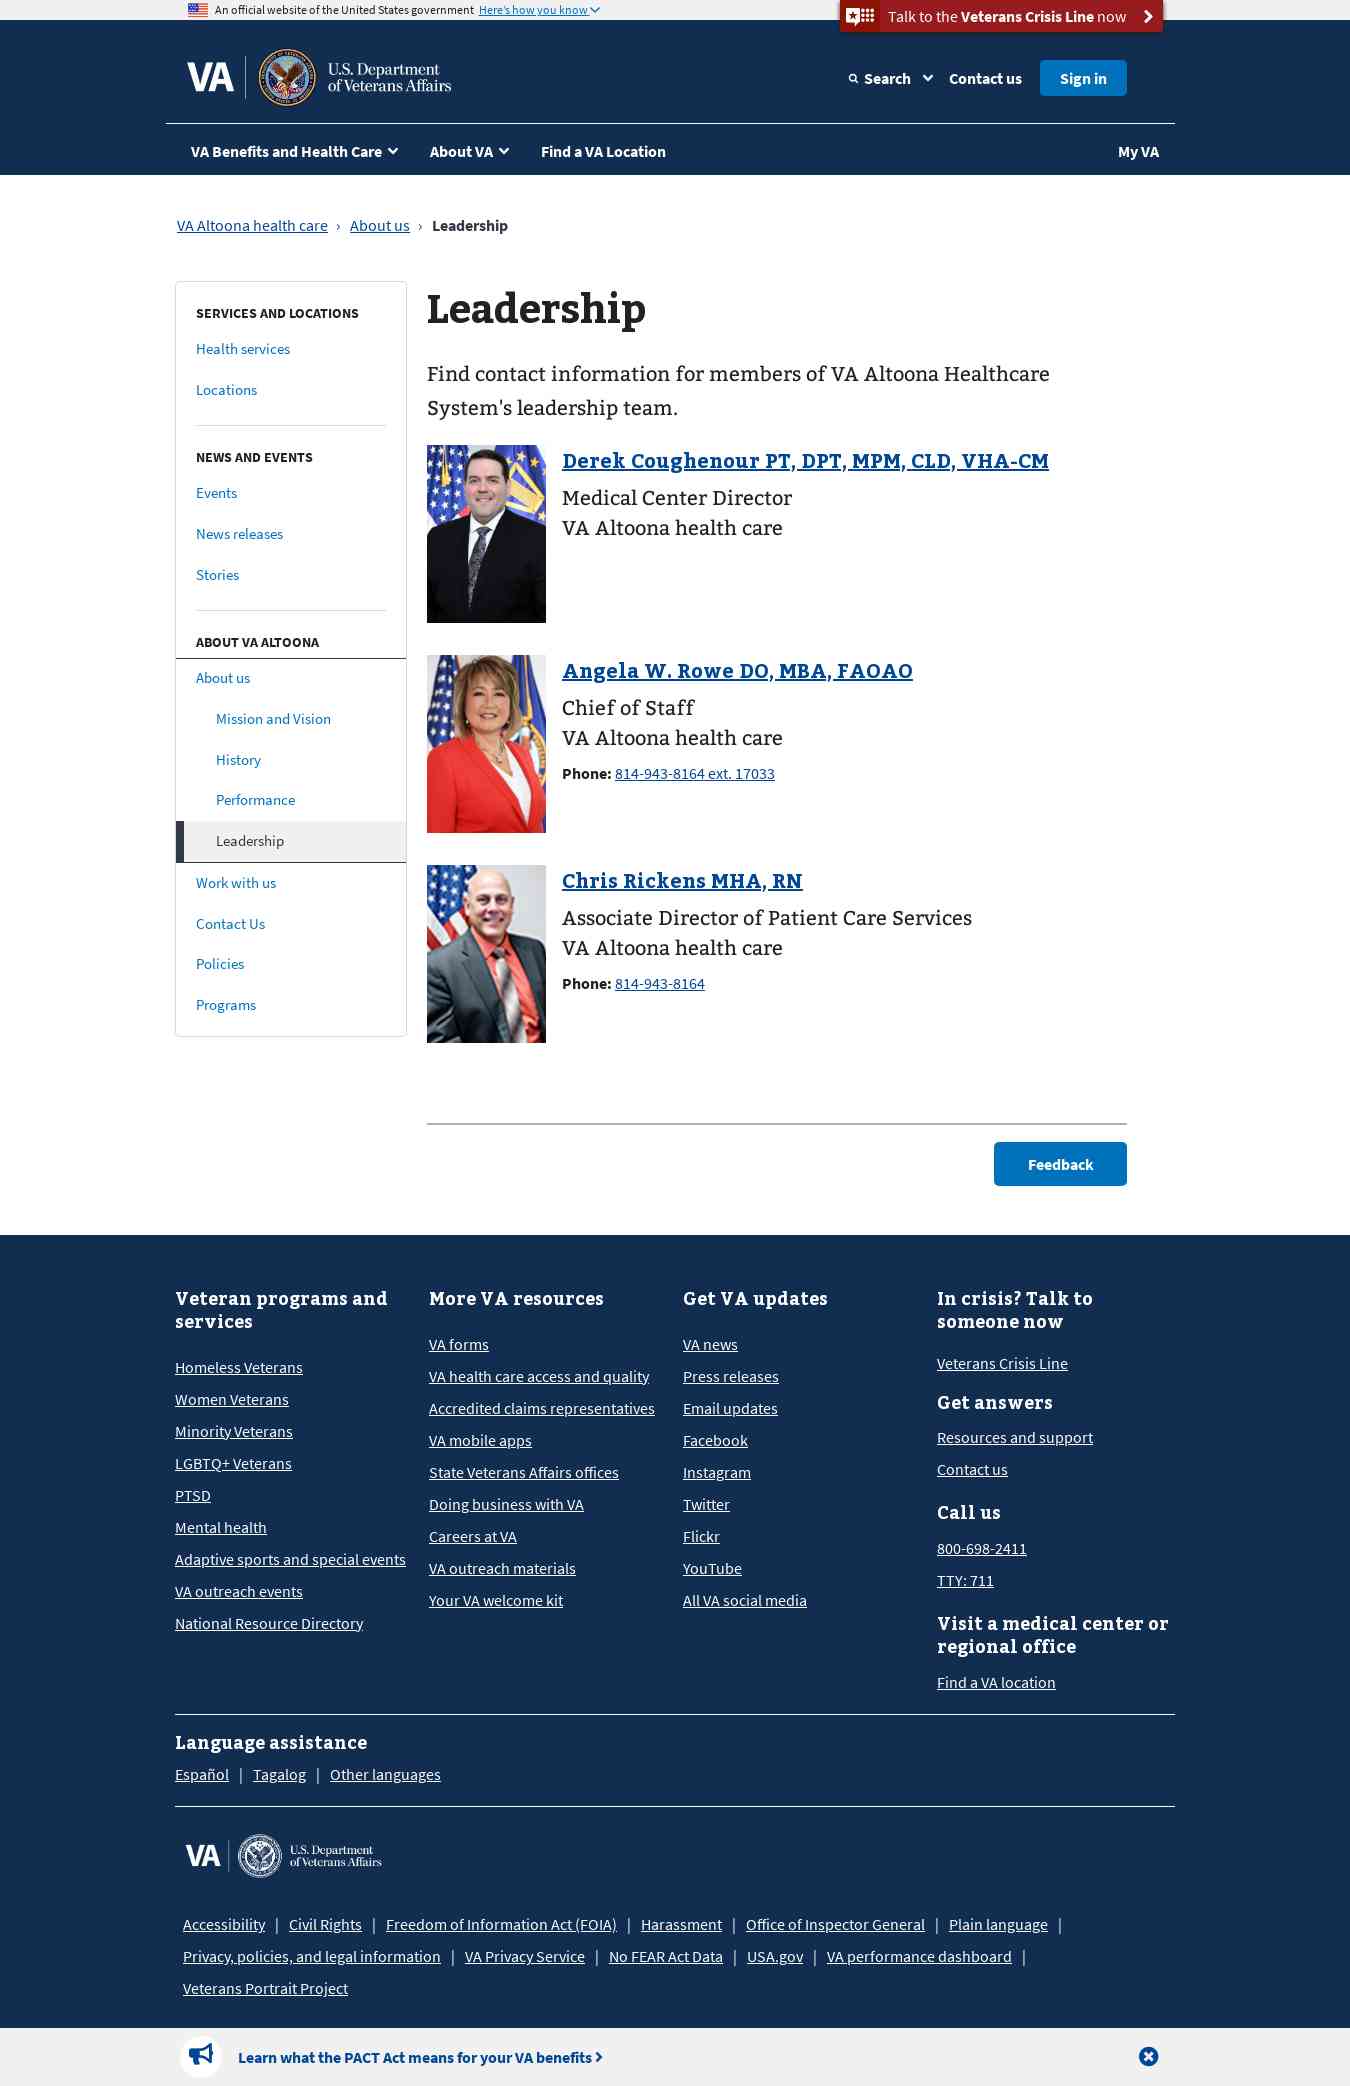 An official website of the United States government Here's how you know
Talk to the Veterans Crisis Line now
VA
U.S. Department
of Veterans Affairs
Search
Contact us
Sign in
VA Benefits and Health Care
About VA
Find a VA Location
My VA
VA Altoona health care › About us › Leadership
SERVICES AND LOCATIONS
Health services
Locations
NEWS AND EVENTS
Events
News releases
Stories
ABOUT VA ALTOONA
About us
Mission and Vision
History
Performance
Leadership
Work with us
Contact Us
Policies
Programs
Leadership
Find contact information for members of VA Altoona Healthcare
System's leadership team.
Derek Coughenour PT, DPT, MPM, CLD, VHA-CM
Medical Center Director
VA Altoona health care
Angela W. Rowe DO, MBA, FAOAO
Chief of Staff
VA Altoona health care
Phone: 814-943-8164 ext. 17033
Chris Rickens MHA, RN
Associate Director of Patient Care Services
VA Altoona health care
Phone: 814-943-8164
Feedback
Veteran programs and
services
Homeless Veterans
Women Veterans
Minority Veterans
LGBTQ+ Veterans
PTSD
Mental health
Adaptive sports and special events
VA outreach events
National Resource Directory
More VA resources
VA forms
VA health care access and quality
Accredited claims representatives
VA mobile apps
State Veterans Affairs offices
Doing business with VA
Careers at VA
VA outreach materials
Your VA welcome kit
Get VA updates
VA news
Press releases
Email updates
Facebook
Instagram
Twitter
Flickr
YouTube
All VA social media
In crisis? Talk to
someone now
Veterans Crisis Line
Get answers
Resources and support
Contact us
Call us
800-698-2411
TTY: 711
Visit a medical center or
regional office
Find a VA location
Language assistance
Español | Tagalog | Other languages
VA
U.S. Department
of Veterans Affairs
Accessibility | Civil Rights | Freedom of Information Act (FOIA) | Harassment | Office of Inspector General | Plain language |
Privacy, policies, and legal information | VA Privacy Service | No FEAR Act Data | USA.gov | VA performance dashboard |
Veterans Portrait Project
Learn what the PACT Act means for your VA benefits